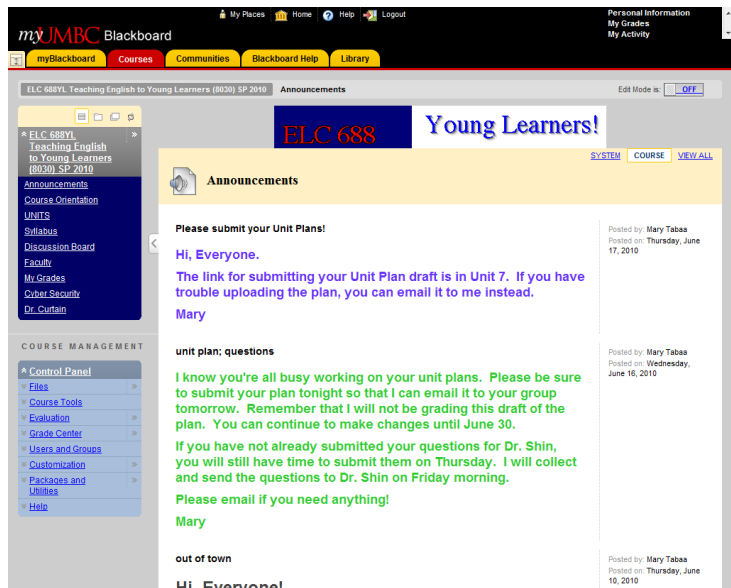 My Places Home Help Logout
Personal Information
My Grades
My Activity
myUMBC Blackboard
myBlackboard Courses Communities Blackboard Help Library
ELC 688YL Teaching English to Young Learners (8030) SP 2010 Announcements
Edit Mode is: OFF
ELC 688YL
Teaching English
to Young Learners
(8030) SP 2010
Announcements
Course Orientation
UNITS
Syllabus
Discussion Board
Faculty
My Grades
Cyber Security
Dr. Curtain
COURSE MANAGEMENT
Control Panel
Files
Course Tools
Evaluation
Grade Center
Users and Groups
Customization
Packages and
Utilities
Help
ELC 688 Young Learners!
SYSTEM COURSE VIEW ALL
Announcements
Please submit your Unit Plans!
Hi, Everyone.
The link for submitting your Unit Plan draft is in Unit 7. If you have
trouble uploading the plan, you can email it to me instead.
Mary
Posted by: Mary Tabaa
Posted on: Thursday, June
17, 2010
unit plan; questions
I know you're all busy working on your unit plans. Please be sure
to submit your plan tonight so that I can email it to your group
tomorrow. Remember that I will not be grading this draft of the
plan. You can continue to make changes until June 30.
If you have not already submitted your questions for Dr. Shin,
you will still have time to submit them on Thursday. I will collect
and send the questions to Dr. Shin on Friday morning.
Please email if you need anything!
Mary
Posted by: Mary Tabaa
Posted on: Wednesday,
June 16, 2010
out of town
Hi, Everyone!
Posted by: Mary Tabaa
Posted on: Thursday, June
10, 2010